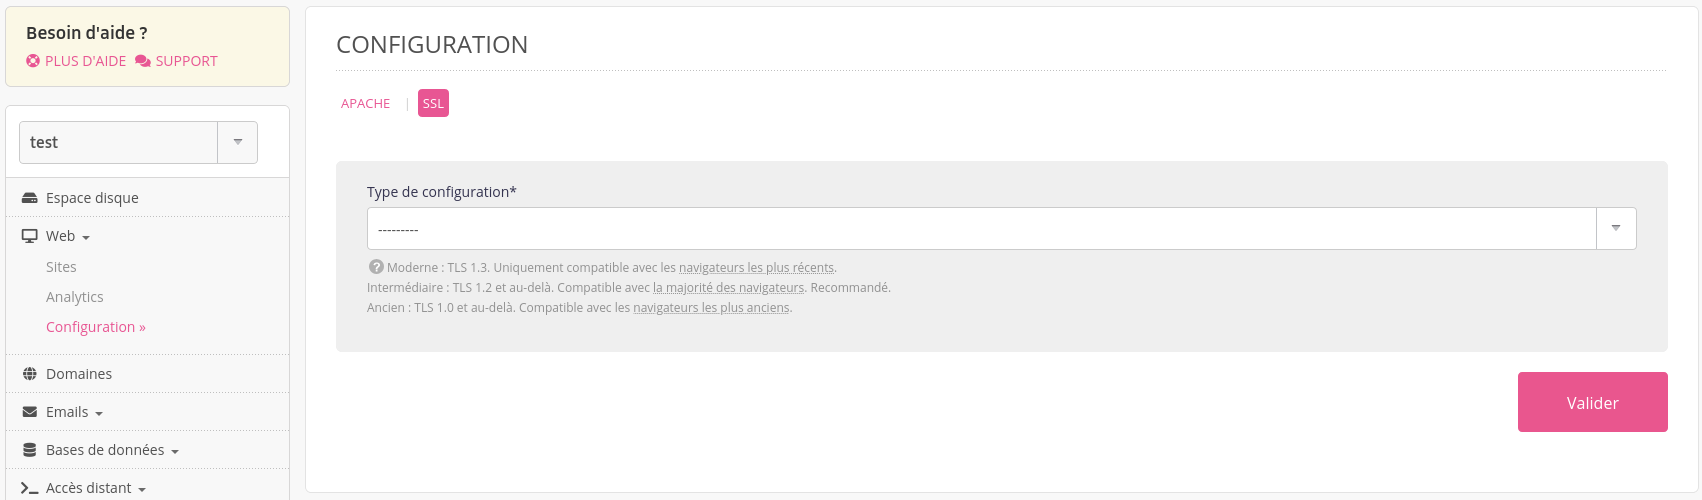 Besoin d'aide ?
PLUS D'AIDE SUPPORT
test
Espace disque
Web
Sites
Analytics
Configuration »
Domaines
Emails
Bases de données
Accès distant
CONFIGURATION
APACHE | SSL
Type de configuration*
---------
Moderne : TLS 1.3. Uniquement compatible avec les navigateurs les plus récents.
Intermédiaire : TLS 1.2 et au-delà. Compatible avec la majorité des navigateurs. Recommandé.
Ancien : TLS 1.0 et au-delà. Compatible avec les navigateurs les plus anciens.
Valider